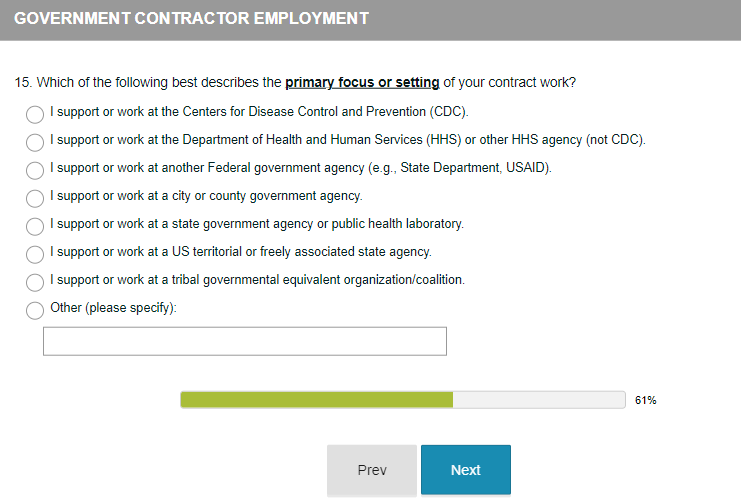 GOVERNMENT CONTRACTOR EMPLOYMENT
15. Which of the following best describes the primary focus or setting of your contract work?
I support or work at the Centers for Disease Control and Prevention (CDC).
I support or work at the Department of Health and Human Services (HHS) or other HHS agency (not CDC).
I support or work at another Federal government agency (e.g., State Department, USAID).
I support or work at a city or county government agency.
I support or work at a state government agency or public health laboratory.
I support or work at a US territorial or freely associated state agency.
I support or work at a tribal governmental equivalent organization/coalition.
Other (please specify):
61%
Prev Next